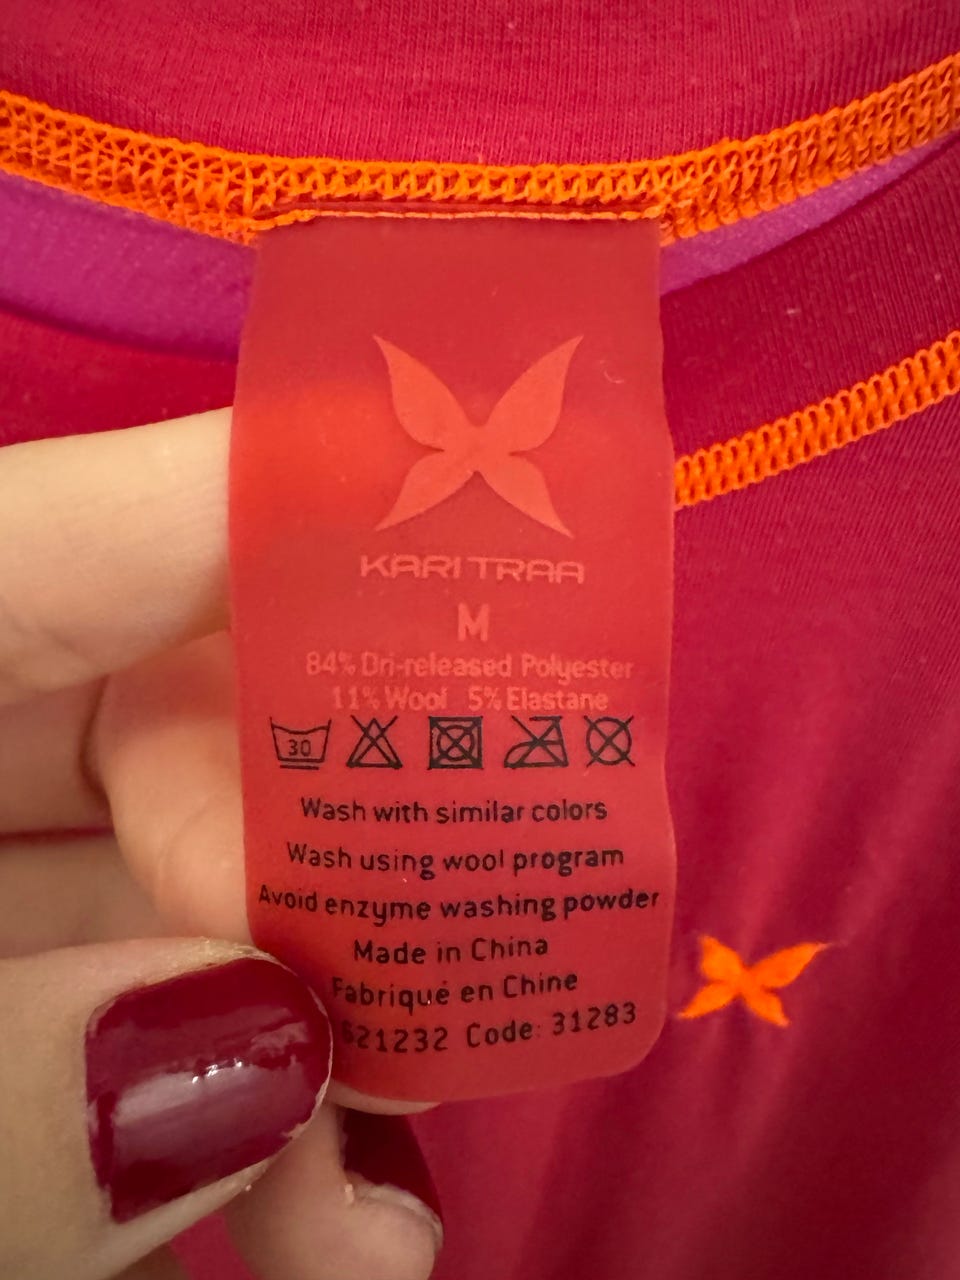 KARI TRAA
M
84% Dri-released Polyester
11% Wool 5% Elastane
30
Wash with similar colors
Wash using wool program
Avoid enzyme washing powder
Made in China
Fabriqué en Chine
621232 Code: 31283